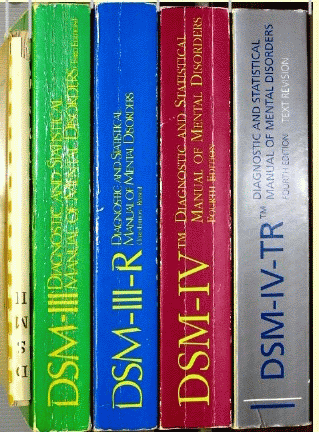 DSM-III
DIAGNOSTIC AND STATISTICAL
MANUAL OF MENTAL DISORDERS
DSM-III-R
DIAGNOSTIC AND STATISTICAL
MANUAL OF MENTAL DISORDERS
DSM-IV™
DIAGNOSTIC AND STATISTICAL
MANUAL OF MENTAL DISORDERS
FOURTH EDITION
DSM-IV-TR™
DIAGNOSTIC AND STATISTICAL
MANUAL OF MENTAL DISORDERS
FOURTH EDITION TEXT REVISION